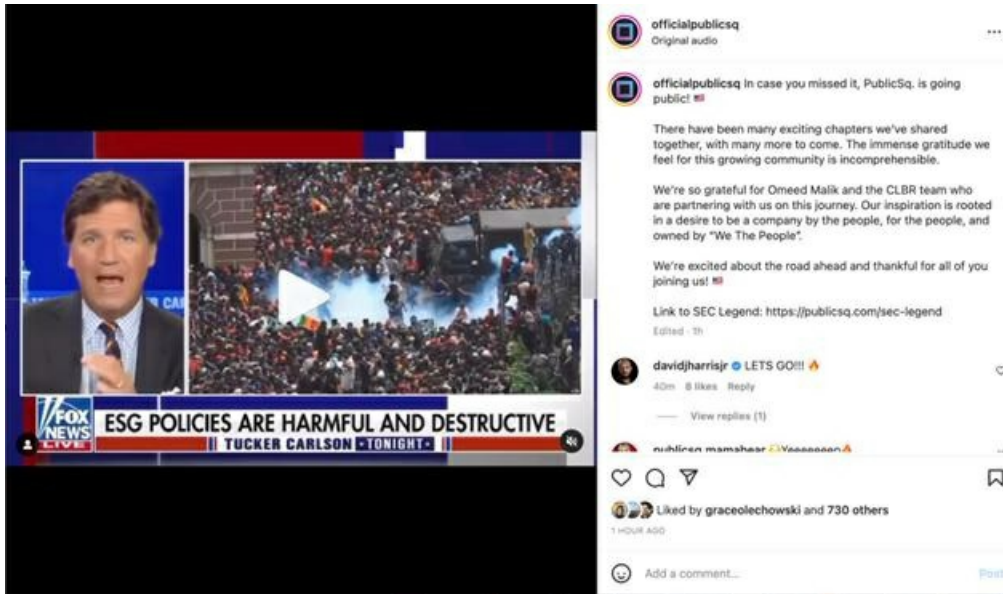 officialpublicsq
Original audio
officialpublicsq In case you missed it, PublicSq. is going
public! 🇺🇸
There have been many exciting chapters we've shared
together, with many more to come. The immense gratitude we
feel for this growing community is incomprehensible.
We're so grateful for Omeed Malik and the CLBR team who
are partnering with us on this journey. Our inspiration is rooted
in a desire to be a company by the people, for the people, and
owned by "We The People".
We're excited about the road ahead and thankful for all of you
joining us! 🇺🇸
Link to SEC Legend: https://publicsq.com/sec-legend
Edited · 1h
davidjharrisjr LETS GO!!! 🔥
40m 8 likes Reply
View replies (1)
publicsq_mamabear
Liked by graceolechowski and 730 others
1 HOUR AGO
Add a comment...
Post
FOX
NEWS
LIVE
ESG POLICIES ARE HARMFUL AND DESTRUCTIVE
TUCKER CARLSON TONIGHT